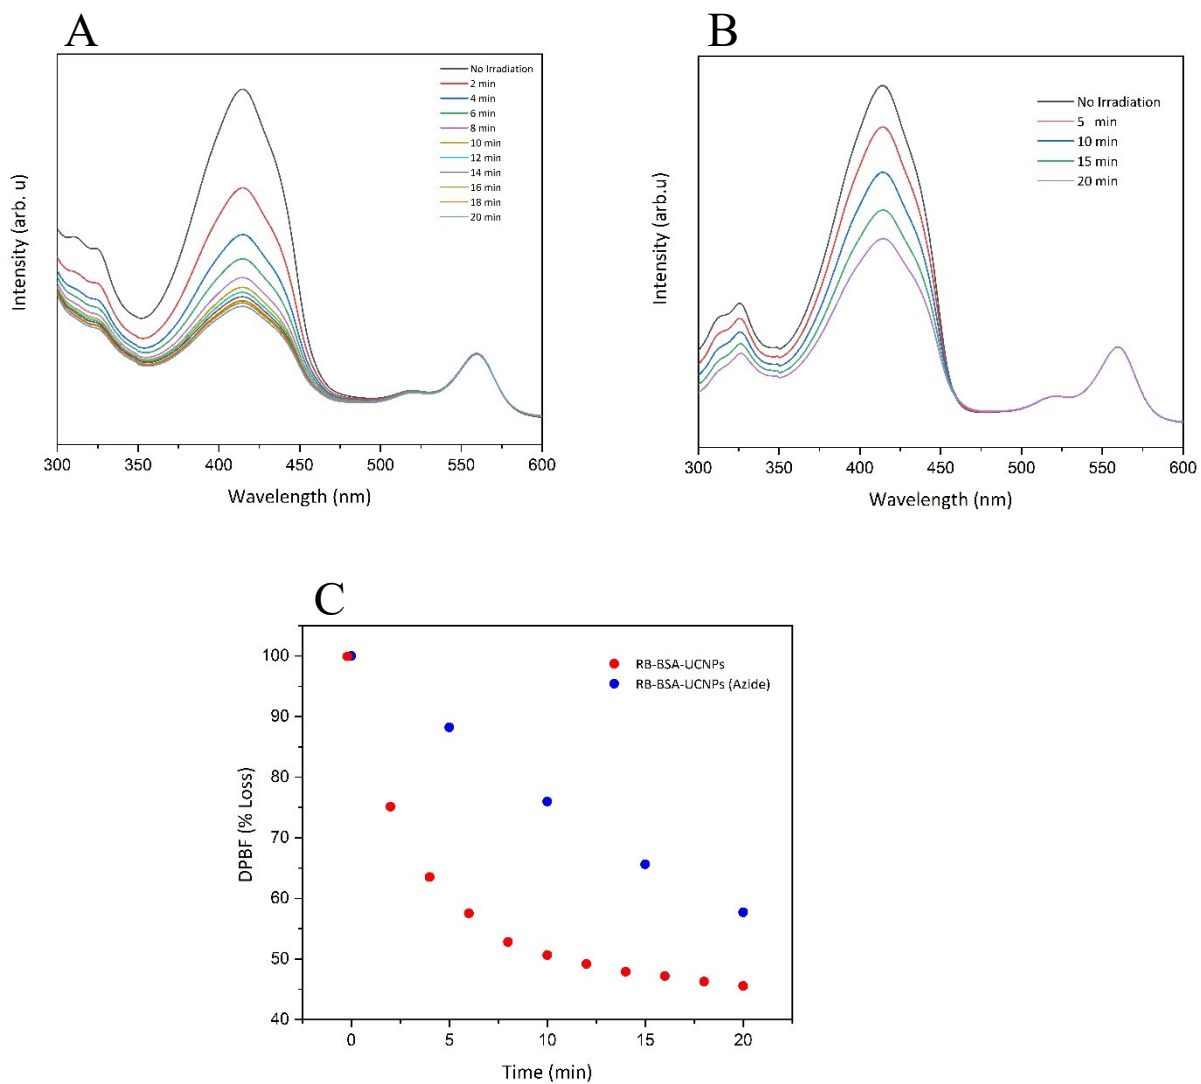 A
No Irradiation
2 min
4 min
6 min
8 min
10 min
12 min
14 min
16 min
18 min
20 min
Intensity (arb. u)
300 350 400 450 500 550 600
Wavelength (nm)
B
No Irradiation
5 min
10 min
15 min
20 min
Intensity (arb.u)
300 350 400 450 500 550 600
Wavelength (nm)
C
RB-BSA-UCNPs
RB-BSA-UCNPs (Azide)
100
90
80
70
60
50
40
DPBF (% Loss)
0 5 10 15 20
Time (min)